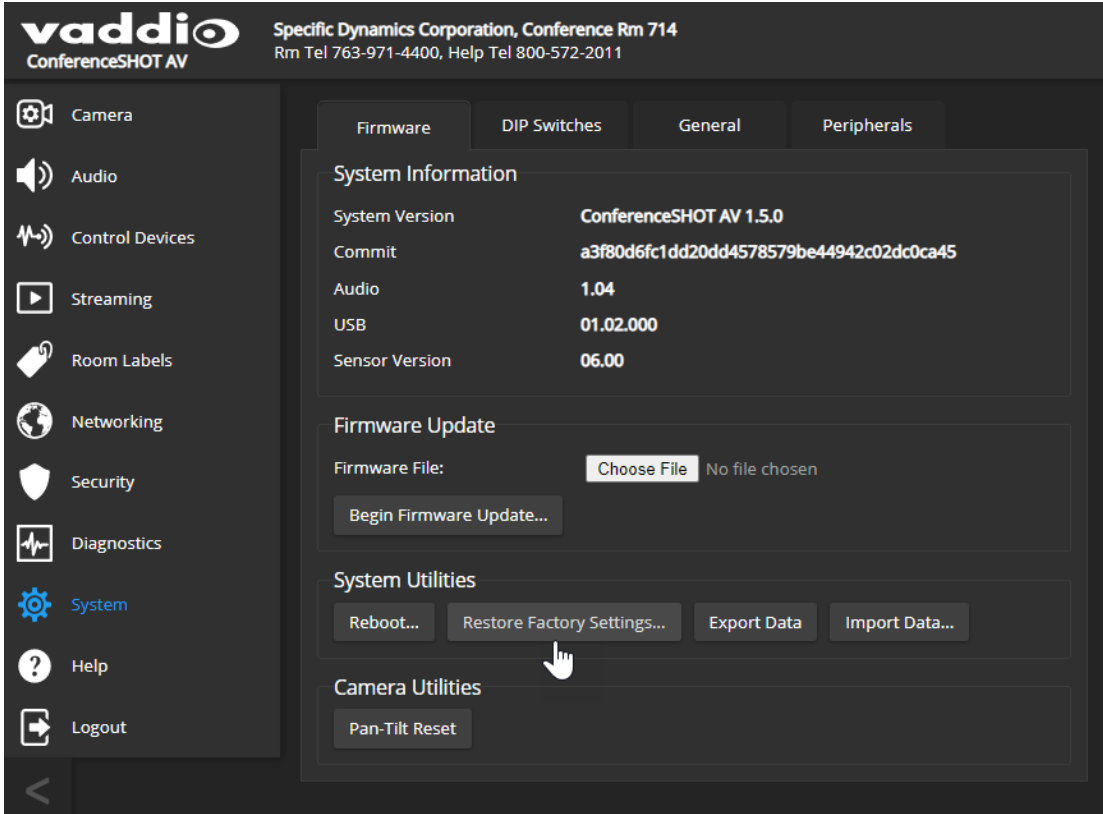 vaddio
ConferenceSHOT AV
Specific Dynamics Corporation, Conference Rm 714
Rm Tel 763-971-4400, Help Tel 800-572-2011
Camera
Audio
Control Devices
Streaming
Room Labels
Networking
Security
Diagnostics
System
Help
Logout
Firmware DIP Switches General Peripherals
System Information
System Version ConferenceSHOT AV 1.5.0
Commit a3f80d6fc1dd20dd4578579be44942c02dc0ca45
Audio 1.04
USB 01.02.000
Sensor Version 06.00
Firmware Update
Firmware File: Choose File No file chosen
Begin Firmware Update...
System Utilities
Reboot... Restore Factory Settings... Export Data Import Data...
Camera Utilities
Pan-Tilt Reset